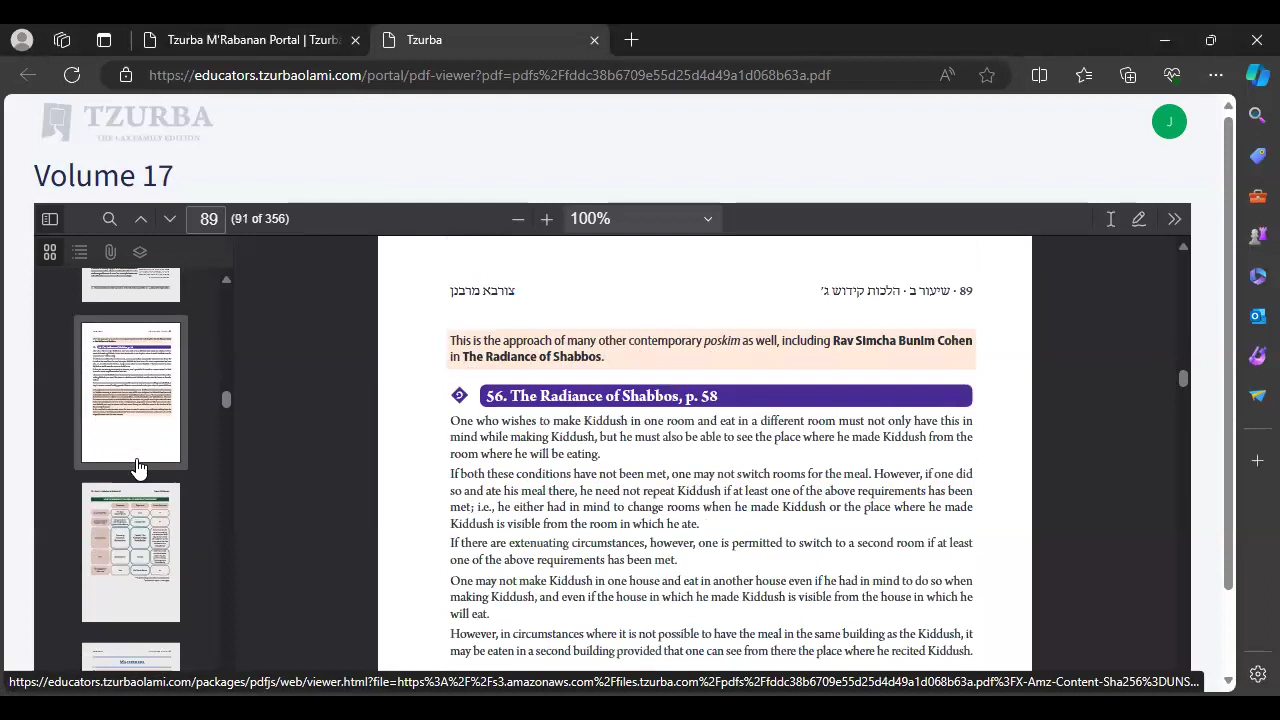 Tzurba M'Rabanan Portal | Tzurb
Tzurba
https://educators.tzurbaolami.com/portal/pdf-viewer?pdf=pdfs%2Ffddc38b6709e55d25d4d49a1d068b63a.pdf
TZURBA
THE LAX FAMILY EDITION
J
Volume 17
89 (91 of 356)
100%
צורבא מרבנן
89 · שיעור ב · הלכות קידוש ג'
This is the approach of many other contemporary poskim as well, including Rav Simcha Bunim Cohen
in The Radiance of Shabbos.
56. The Radiance of Shabbos, p. 58
One who wishes to make Kiddush in one room and eat in a different room must not only have this in
mind while making Kiddush, but he must also be able to see the place where he made Kiddush from the
room where he will be eating.
If both these conditions have not been met, one may not switch rooms for the meal. However, if one did
so and ate his meal there, he need not repeat Kiddush if at least one of the above requirements has been
met; i.e., he either had in mind to change rooms when he made Kiddush or the place where he made
Kiddush is visible from the room in which he ate.
If there are extenuating circumstances, however, one is permitted to switch to a second room if at least
one of the above requirements has been met.
One may not make Kiddush in one house and eat in another house even if he had in mind to do so when
making Kiddush, and even if the house in which he made Kiddush is visible from the house in which he
will eat.
However, in circumstances where it is not possible to have the meal in the same building as the Kiddush, it
may be eaten in a second building provided that one can see from there the place where he recited Kiddush.
https://educators.tzurbaolami.com/packages/pdfjs/web/viewer.html?file=https%3A%2F%2Fs3.amazonaws.com%2Ffiles.tzurba.com%2Fpdfs%2Ffddc38b6709e55d25d4d49a1d068b63a.pdf%3FX-Amz-Content-Sha256%3DUNS...